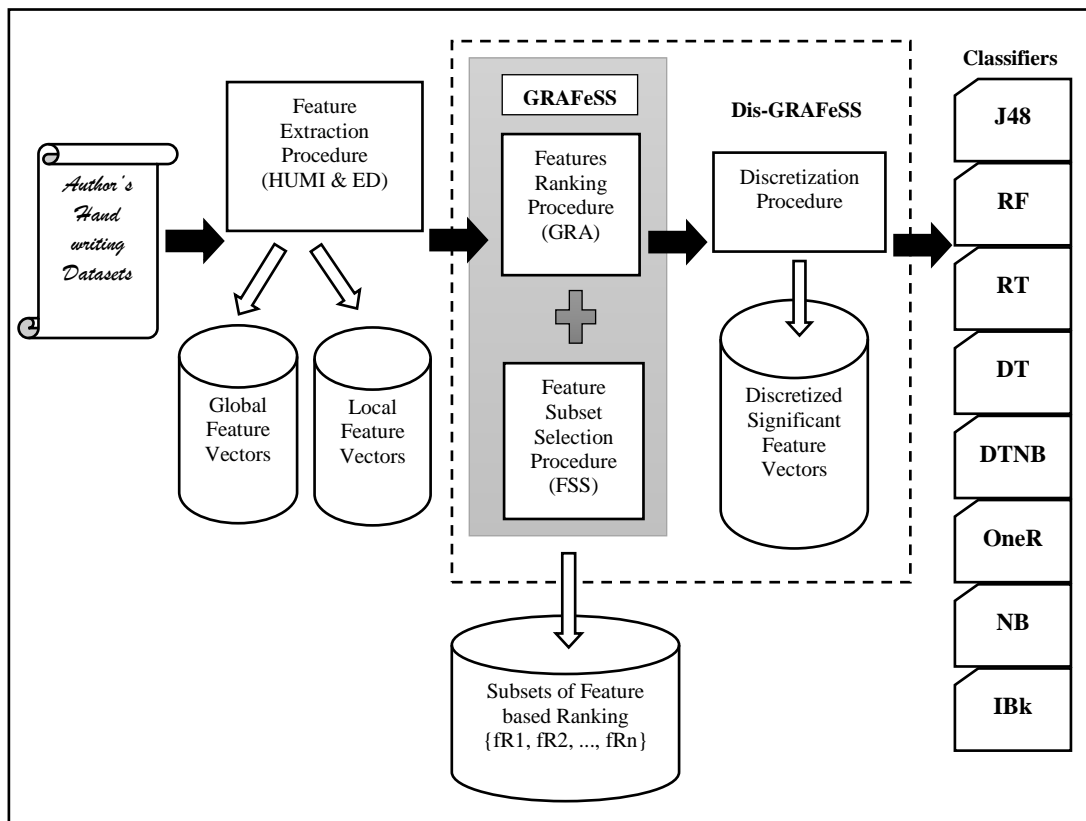 Author's
Hand
writing
Datasets
Feature
Extraction
Procedure
(HUMI & ED)
Global
Feature
Vectors
Local
Feature
Vectors
GRAFeSS
Features
Ranking
Procedure
(GRA)
Feature
Subset
Selection
Procedure
(FSS)
Subsets of Feature
based Ranking
{fR1, fR2, ..., fRn}
Dis-GRAFeSS
Discretization
Procedure
Discretized
Significant
Feature
Vectors
Classifiers
J48
RF
RT
DT
DTNB
OneR
NB
IBk